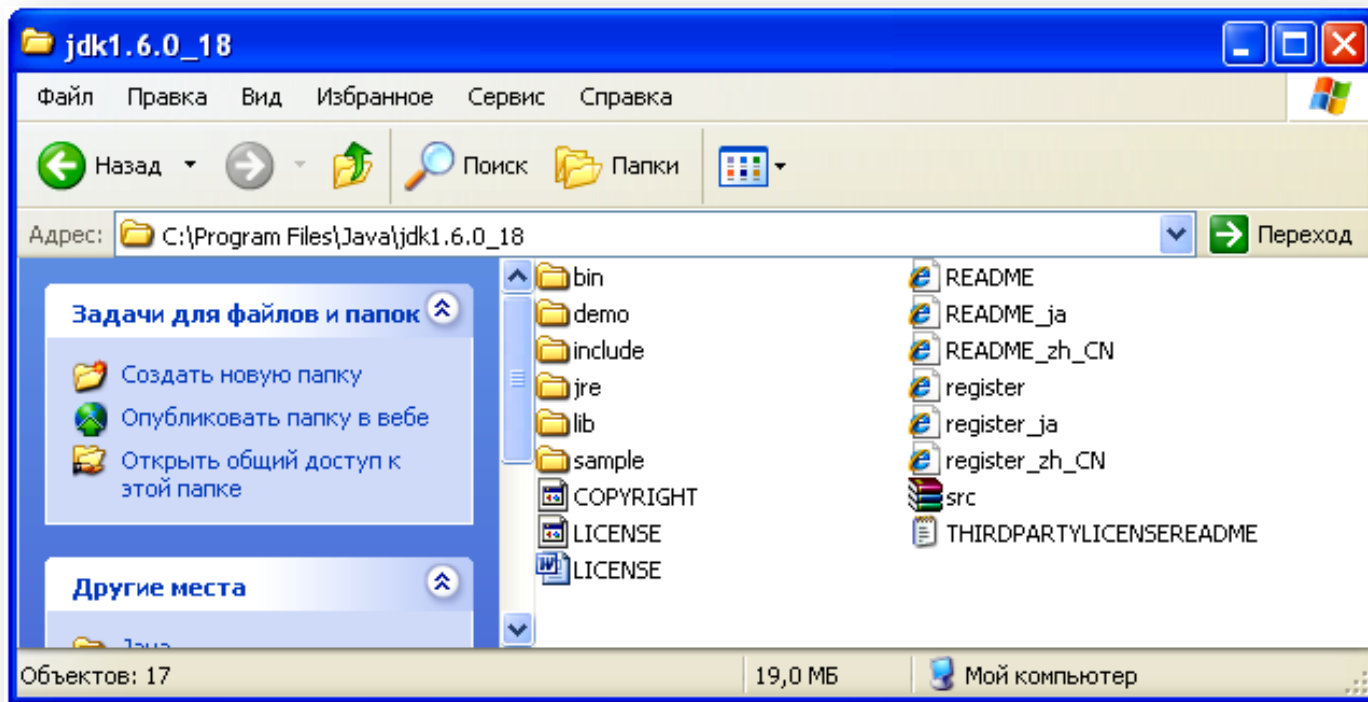 jdk1.6.0_18
Файл Правка Вид Избранное Сервис Справка
Назад Поиск Папки
Адрес: C:\Program Files\Java\jdk1.6.0_18 Переход
Задачи для файлов и папок
Создать новую папку
Опубликовать папку в вебе
Открыть общий доступ к
этой папке
Другие места
Java
bin
demo
include
jre
lib
sample
COPYRIGHT
LICENSE
LICENSE
README
README_ja
README_zh_CN
register
register_ja
register_zh_CN
src
THIRDPARTYLICENSEREADME
Объектов: 17 19,0 МБ Мой компьютер